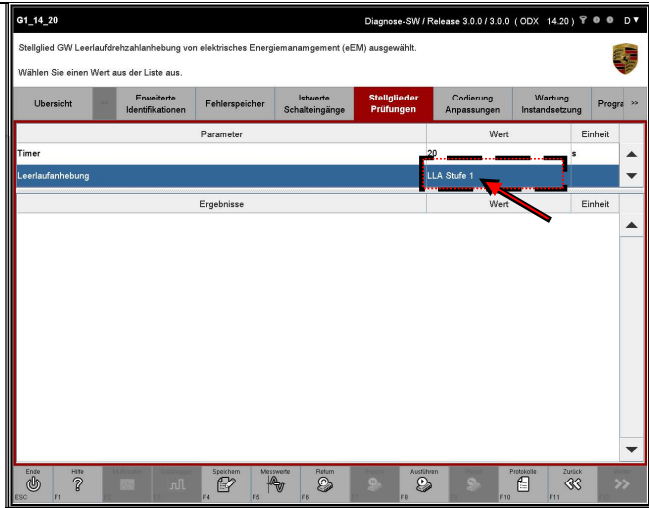 G1_14_20 Diagnose-SW / Release 3.0.0 / 3.0.0 ( ODX 14.20 ) D
Stellglied GW Leerlaufdrehzahlanhebung von elektrisches Energiemanamgement (eEM) ausgewählt.
Wählen Sie einen Wert aus der Liste aus.
Übersicht << Erweiterte Identifikationen Fehlerspeicher Istwerte Schalteingänge Stellglieder Prüfungen Codierung Anpassungen Wartung Instandsetzung Progra >>
Parameter Wert Einheit
Timer 20 s
Leerlaufanhebung LLA Stufe 1
Ergebnisse Wert Einheit
Ende Hilfe Speichern Messwerte Return Ausführen Protokolle Zurück
ESC F1 F4 F5 F6 F8 F10 F11